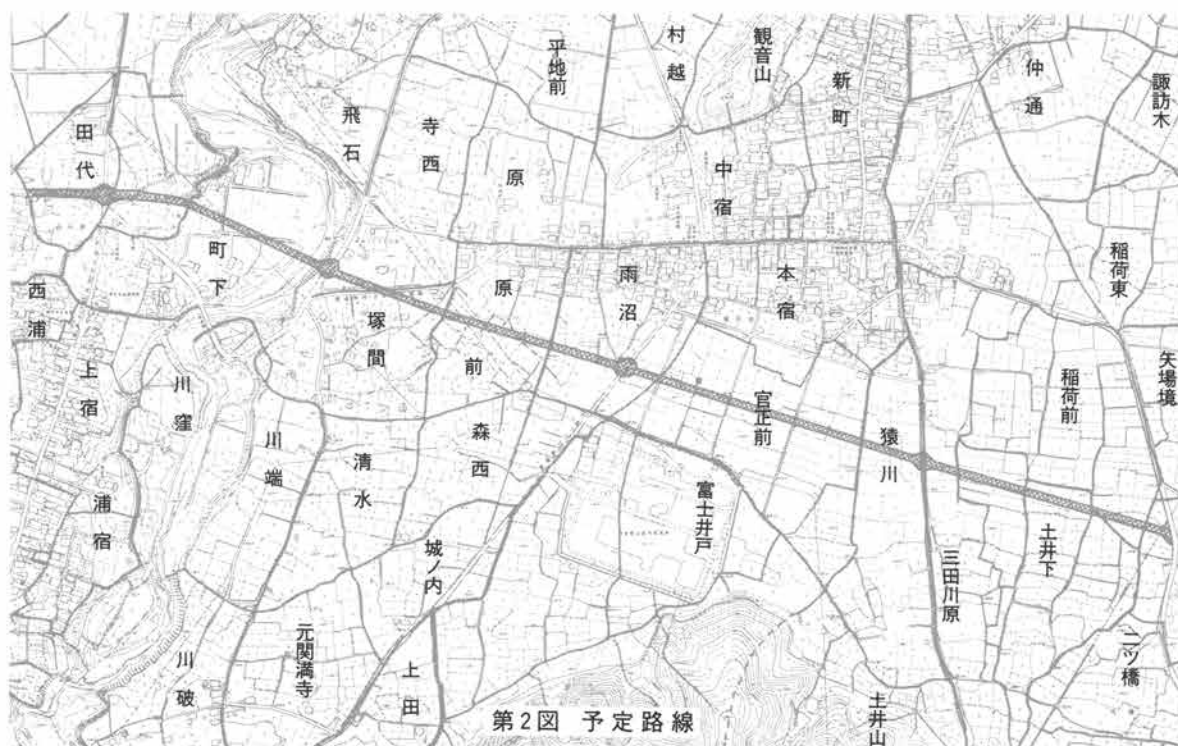 平地前
村越
観音山
新町
仲通
諏訪木
飛石
寺西
原
中宿
田代
町下
西浦
原
雨沼
本宿
稲荷東
塚間
前
上宿
川窪
官正前
稲荷前
矢場境
猿川
川端
清水
森西
浦宿
富士井戸
城ノ内
三田川原
土井下
二ツ橋
川破
元関満寺
上田
土井山
第2図 予定路線